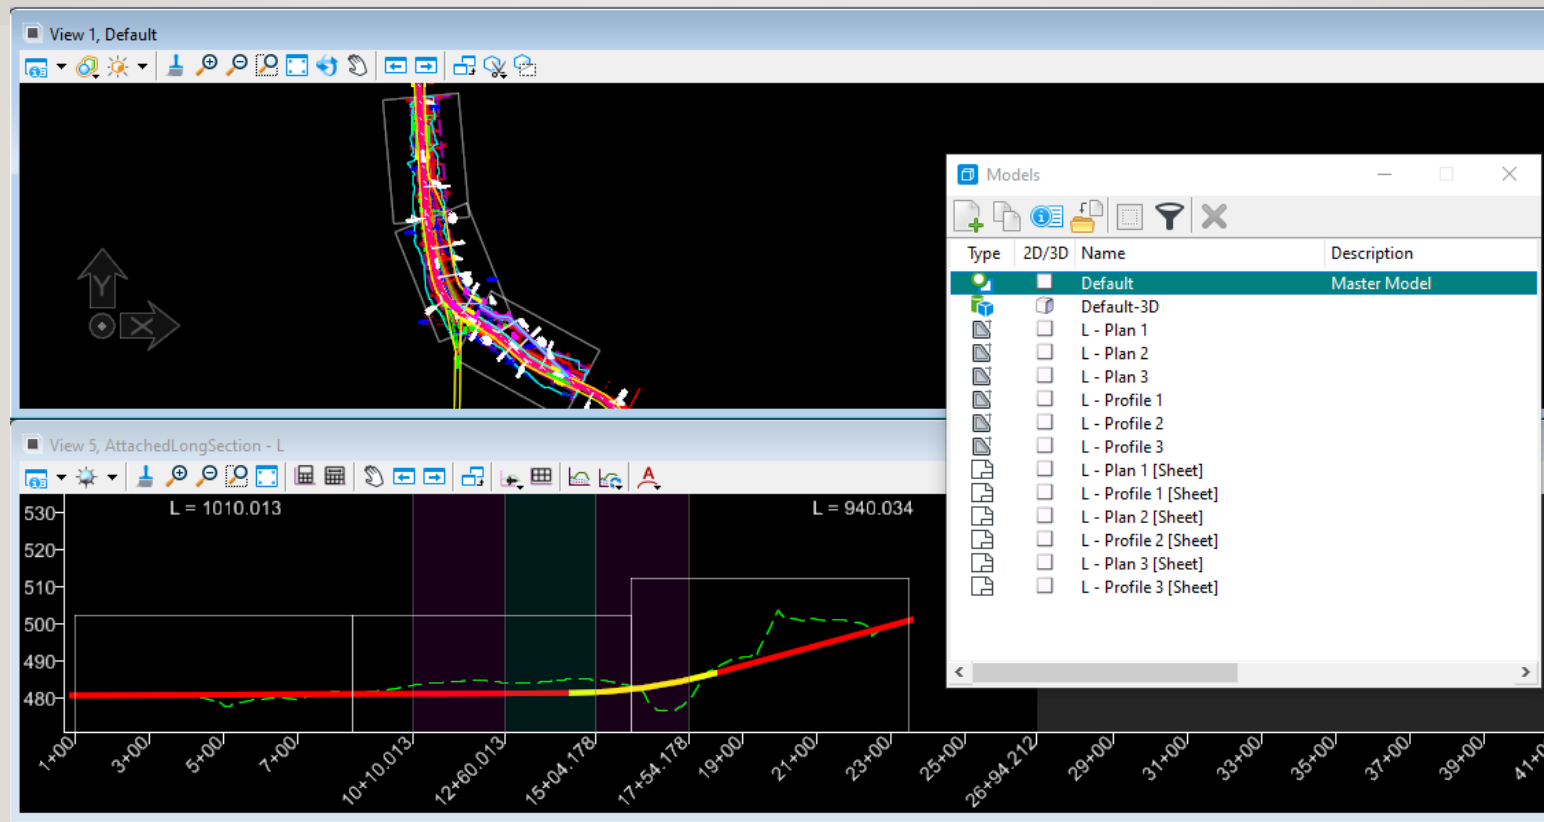 View 1, Default
Y
X
Models
Type 2D/3D Name Description
Default Master Model
Default-3D
L - Plan 1
L - Plan 2
L - Plan 3
L - Profile 1
L - Profile 2
L - Profile 3
L - Plan 1 [Sheet]
L - Profile 1 [Sheet]
L - Plan 2 [Sheet]
L - Profile 2 [Sheet]
L - Plan 3 [Sheet]
L - Profile 3 [Sheet]
View 5, AttachedLongSection - L
L = 1010.013 L = 940.034
530
520
510
500
490
480
1+00 3+00 5+00 7+00 10+10.013 12+60.013 15+04.178 17+54.178 19+00 21+00 23+00 25+00 26+94.212 29+00 31+00 33+00 35+00 37+00 39+00